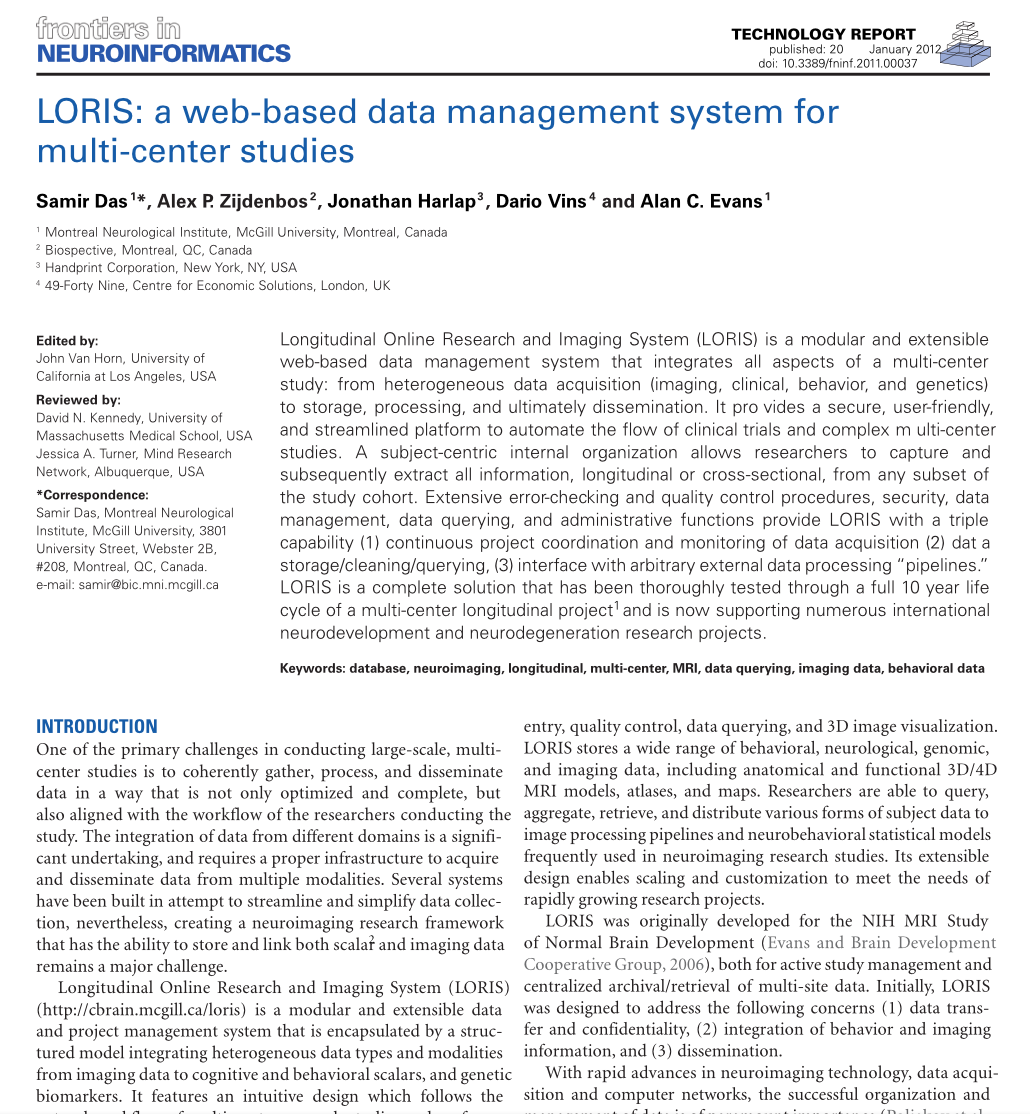 frontiers in
NEUROINFORMATICS
TECHNOLOGY REPORT
published: 20 January 2012
doi: 10.3389/fninf.2011.00037
LORIS: a web-based data management system for
multi-center studies
Samir Das 1*, Alex P. Zijdenbos 2, Jonathan Harlap 3, Dario Vins 4 and Alan C. Evans 1
1 Montreal Neurological Institute, McGill University, Montreal, Canada
2 Biospective, Montreal, QC, Canada
3 Handprint Corporation, New York, NY, USA
4 49-Forty Nine, Centre for Economic Solutions, London, UK
Edited by:
John Van Horn, University of
California at Los Angeles, USA
Reviewed by:
David N. Kennedy, University of
Massachusetts Medical School, USA
Jessica A. Turner, Mind Research
Network, Albuquerque, USA
*Correspondence:
Samir Das, Montreal Neurological
Institute, McGill University, 3801
University Street, Webster 2B,
#208, Montreal, QC, Canada.
e-mail: samir@bic.mni.mcgill.ca
Longitudinal Online Research and Imaging System (LORIS) is a modular and extensible
web-based data management system that integrates all aspects of a multi-center
study: from heterogeneous data acquisition (imaging, clinical, behavior, and genetics)
to storage, processing, and ultimately dissemination. It pro vides a secure, user-friendly,
and streamlined platform to automate the flow of clinical trials and complex m ulti-center
studies. A subject-centric internal organization allows researchers to capture and
subsequently extract all information, longitudinal or cross-sectional, from any subset of
the study cohort. Extensive error-checking and quality control procedures, security, data
management, data querying, and administrative functions provide LORIS with a triple
capability (1) continuous project coordination and monitoring of data acquisition (2) dat a
storage/cleaning/querying, (3) interface with arbitrary external data processing “pipelines.”
LORIS is a complete solution that has been thoroughly tested through a full 10 year life
cycle of a multi-center longitudinal project1 and is now supporting numerous international
neurodevelopment and neurodegeneration research projects.
Keywords: database, neuroimaging, longitudinal, multi-center, MRI, data querying, imaging data, behavioral data
INTRODUCTION
One of the primary challenges in conducting large-scale, multi-
center studies is to coherently gather, process, and disseminate
data in a way that is not only optimized and complete, but
also aligned with the workflow of the researchers conducting the
study. The integration of data from different domains is a signifi-
cant undertaking, and requires a proper infrastructure to acquire
and disseminate data from multiple modalities. Several systems
have been built in attempt to streamline and simplify data collec-
tion, nevertheless, creating a neuroimaging research framework
that has the ability to store and link both scalar2 and imaging data
remains a major challenge.
Longitudinal Online Research and Imaging System (LORIS)
(http://cbrain.mcgill.ca/loris) is a modular and extensible data
and project management system that is encapsulated by a struc-
tured model integrating heterogeneous data types and modalities
from imaging data to cognitive and behavioral scalars, and genetic
biomarkers. It features an intuitive design which follows the
entry, quality control, data querying, and 3D image visualization.
LORIS stores a wide range of behavioral, neurological, genomic,
and imaging data, including anatomical and functional 3D/4D
MRI models, atlases, and maps. Researchers are able to query,
aggregate, retrieve, and distribute various forms of subject data to
image processing pipelines and neurobehavioral statistical models
frequently used in neuroimaging research studies. Its extensible
design enables scaling and customization to meet the needs of
rapidly growing research projects.
LORIS was originally developed for the NIH MRI Study
of Normal Brain Development (Evans and Brain Development
Cooperative Group, 2006), both for active study management and
centralized archival/retrieval of multi-site data. Initially, LORIS
was designed to address the following concerns (1) data trans-
fer and confidentiality, (2) integration of behavior and imaging
information, and (3) dissemination.
With rapid advances in neuroimaging technology, data acqui-
sition and computer networks, the successful organization and